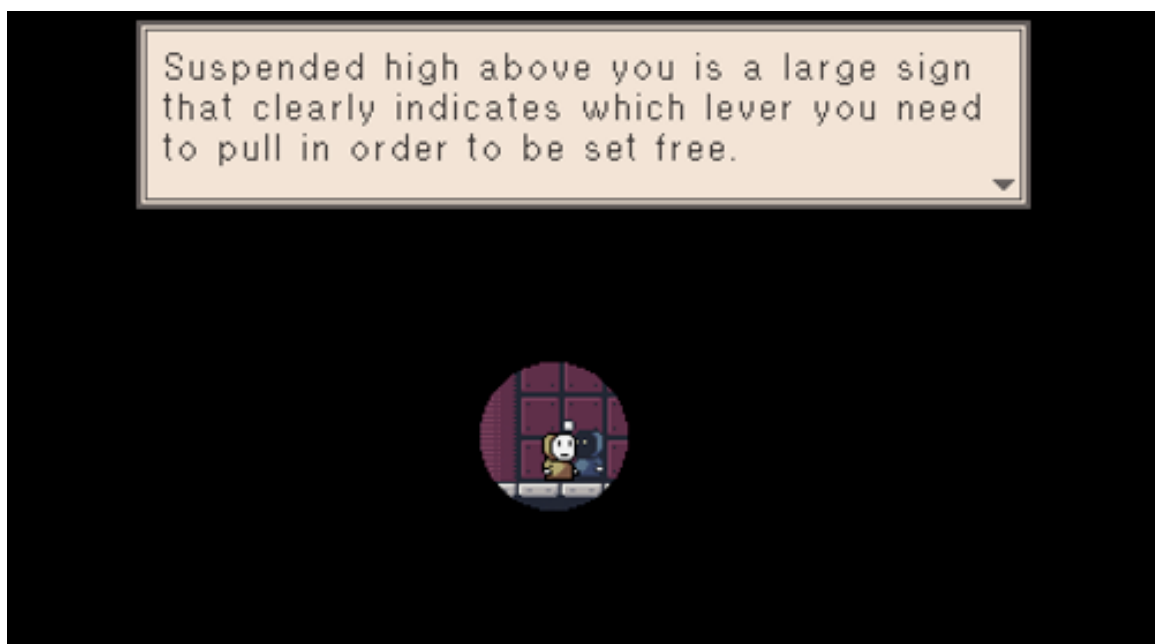 Suspended high above you is a large sign
that clearly indicates which lever you need
to pull in order to be set free.